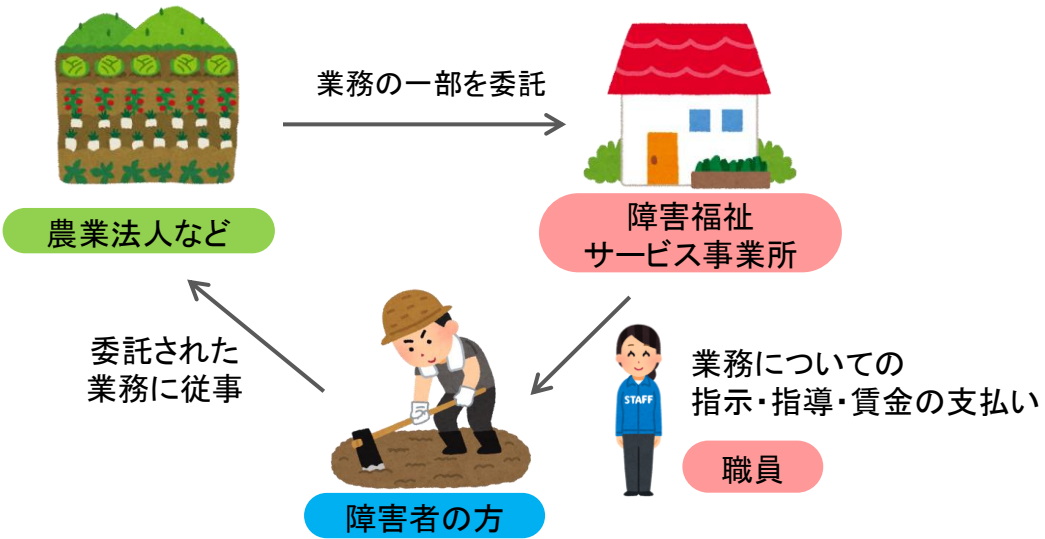 業務の一部を委託
農業法人など
障害福祉
サービス事業所
委託された
業務に従事
STAFF
業務についての
指示・指導・賃金の支払い
職員
障害者の方